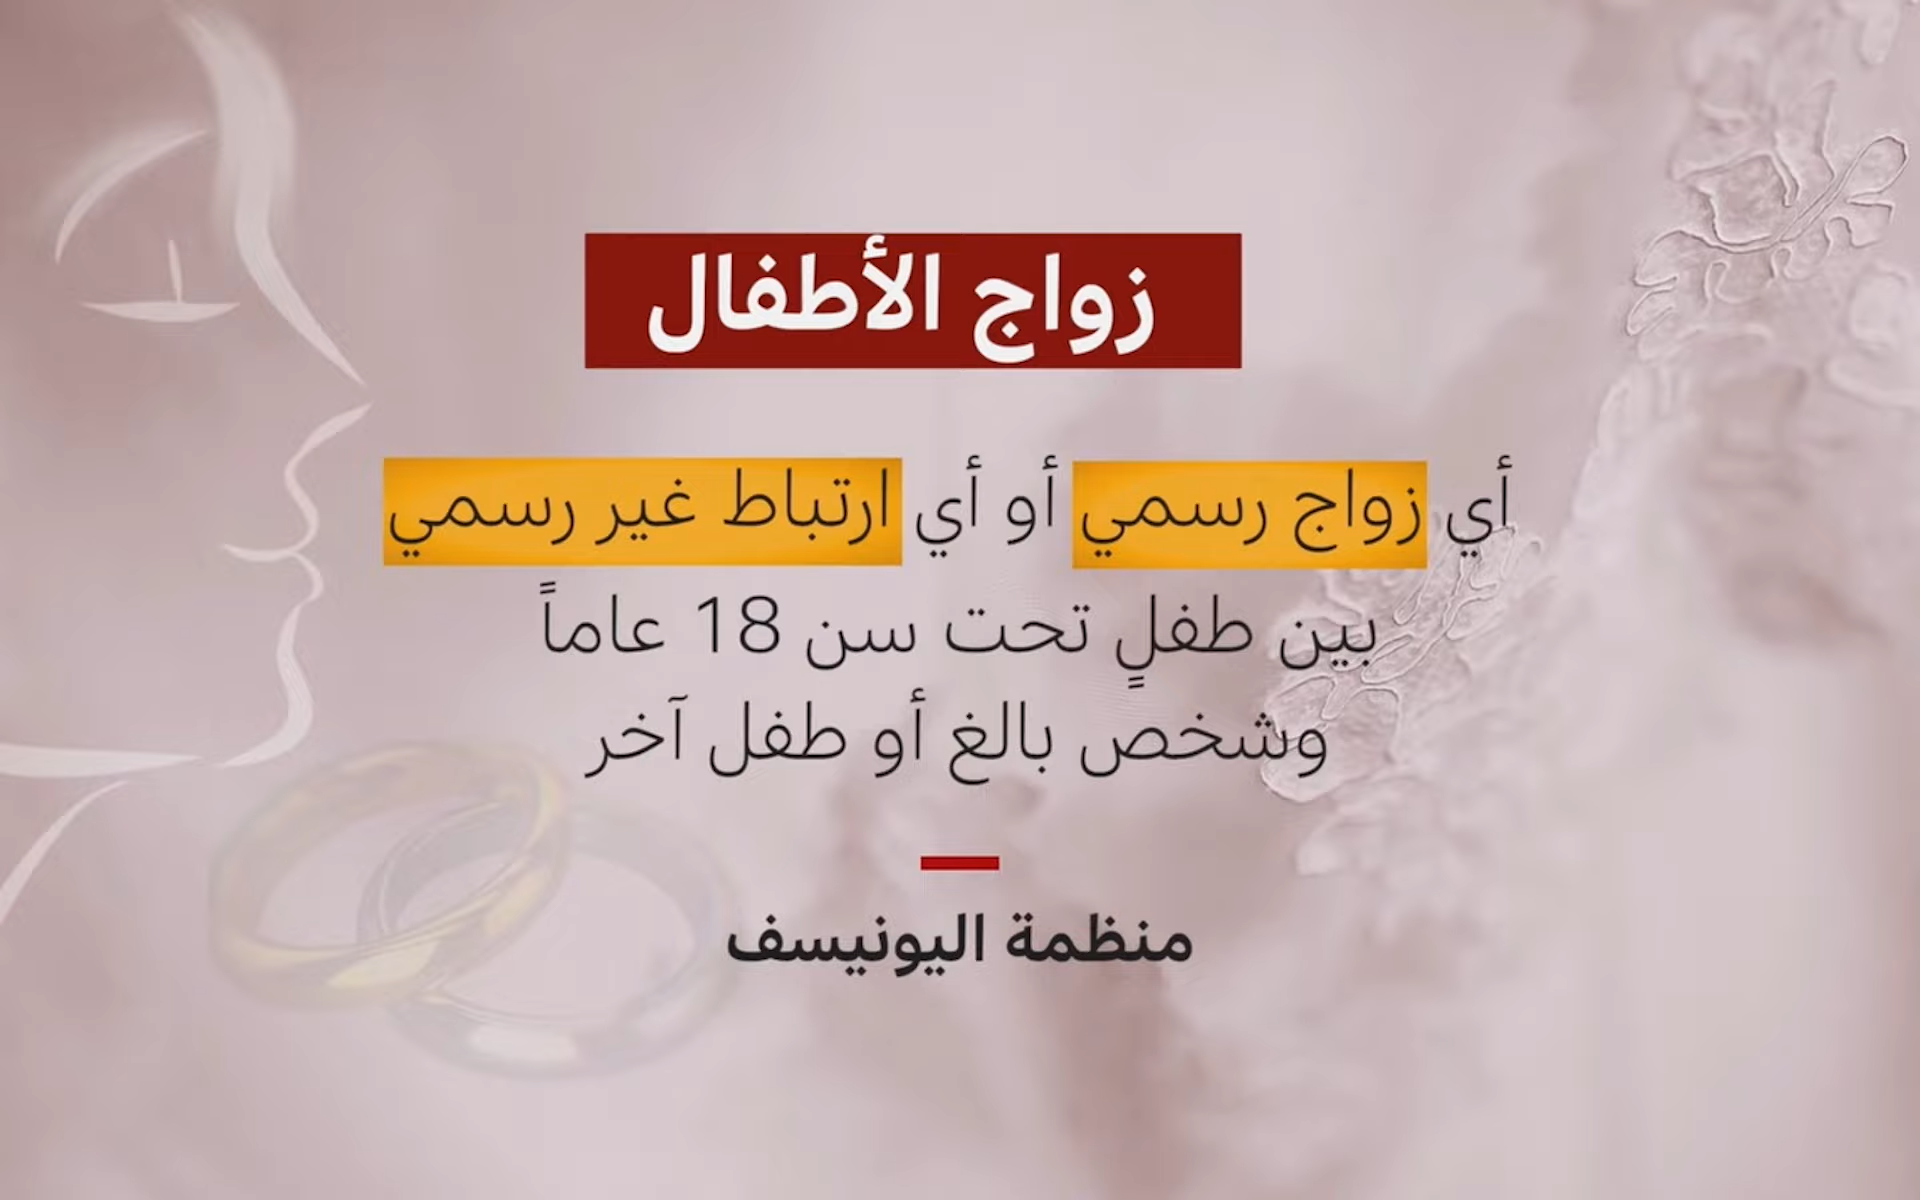 زواج الأطفال
أي زواج رسمي أو أي ارتباط غير رسمي
بين طفلٍ تحت سن 18 عاماً
وشخص بالغ أو طفل آخر
منظمة اليونيسف